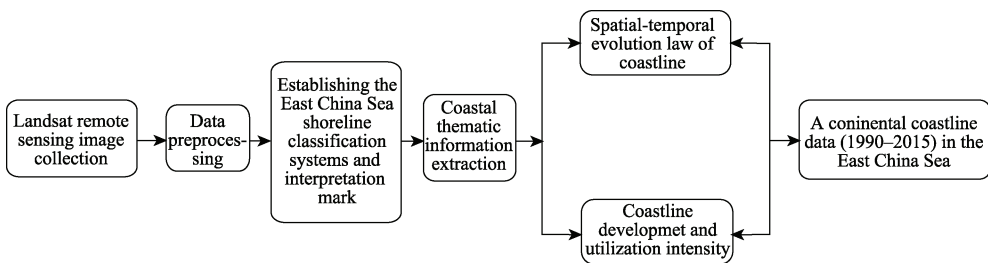 Landsat remote
sensing image
collection
Data
preproces-
sing
Establishing the
East China Sea
shoreline
classification
systems and
interpretation
mark
Coastal
thematic
information
extraction
Spatial-temporal
evolution law of
coastline
Coastline
developmet and
utilization intensity
A coninental coastline
data (1990–2015) in the
East China Sea